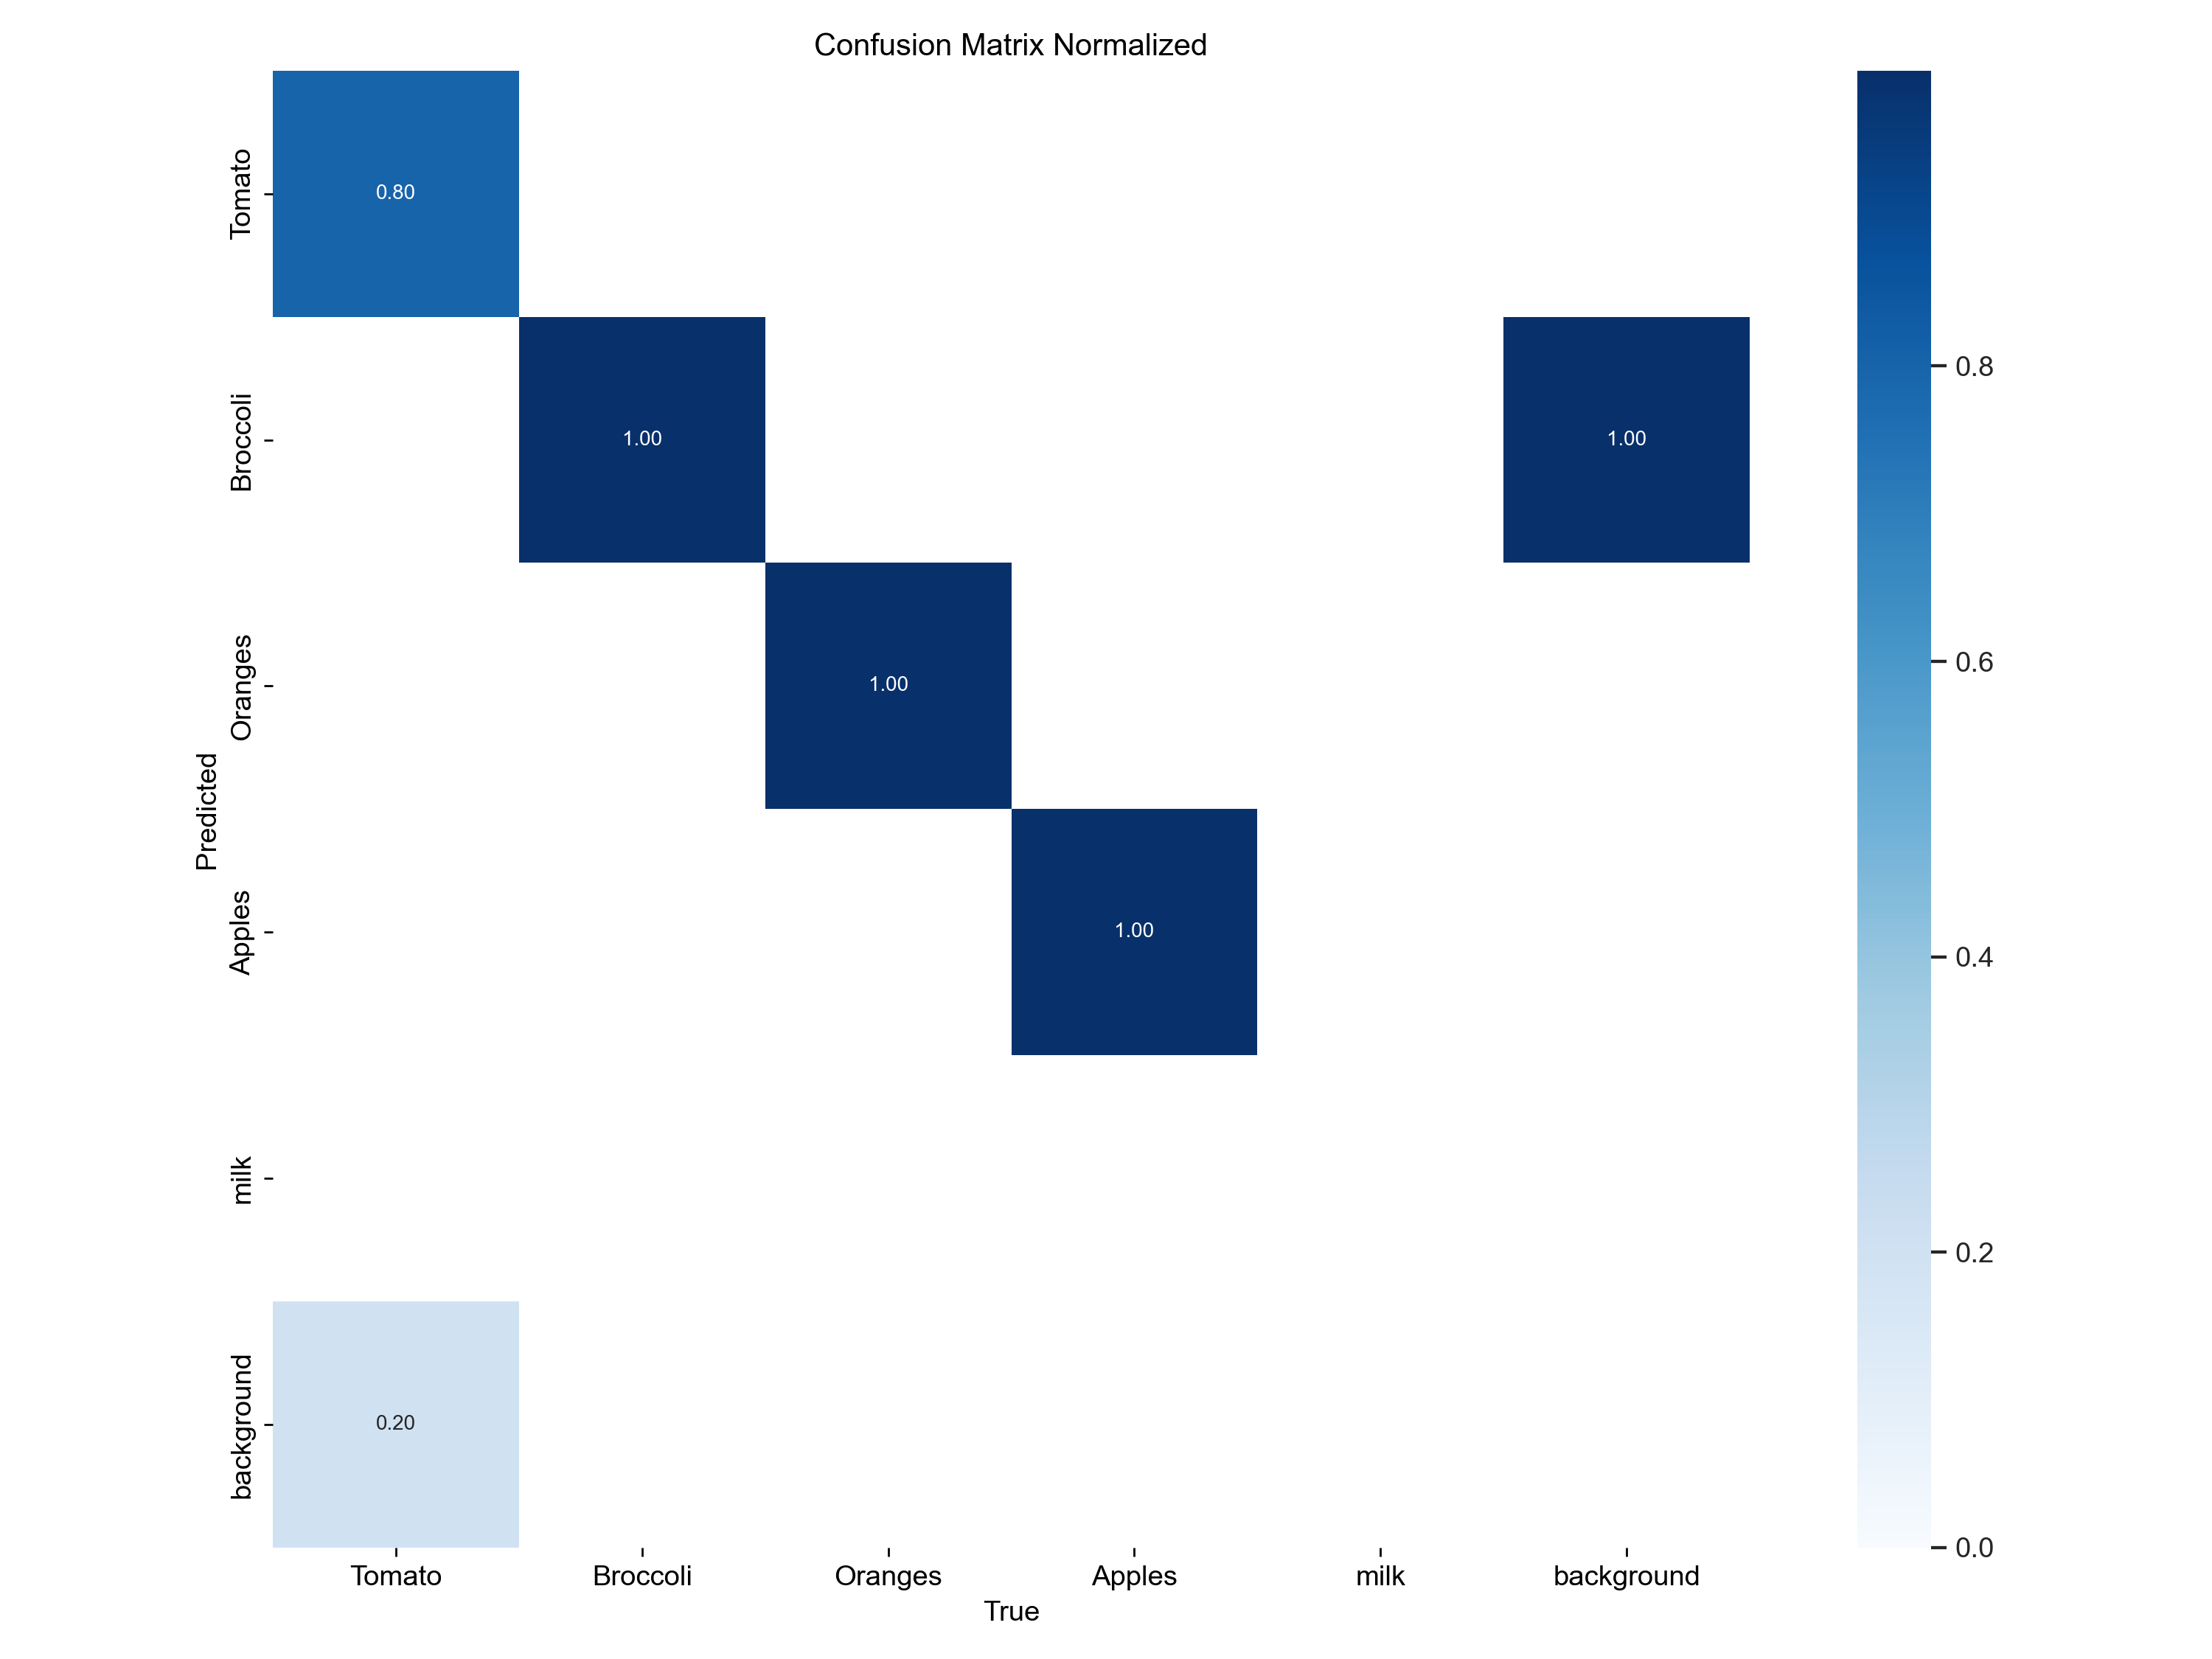 Confusion Matrix Normalized
Tomato
0.80
Broccoli
1.00
1.00
0.8
Oranges
1.00
0.6
Predicted
Apples
1.00
0.4
milk
0.2
background
0.20
0.0
Tomato Broccoli Oranges Apples milk background
True